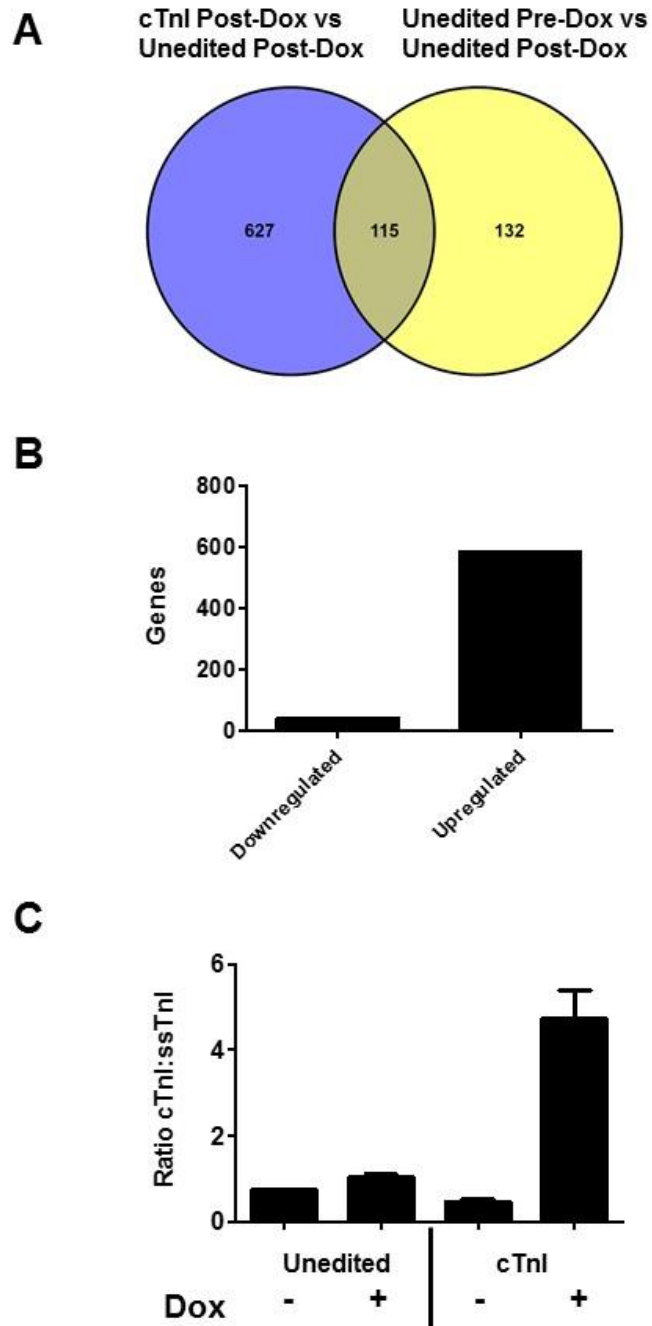 A
cTnI Post-Dox vs
Unedited Post-Dox
Unedited Pre-Dox vs
Unedited Post-Dox
627
115
132
B
Genes
800
600
400
200
0
Downregulated
Upregulated
C
Ratio cTnI:ssTnI
6
4
2
0
Unedited
cTnI
Dox - + - +